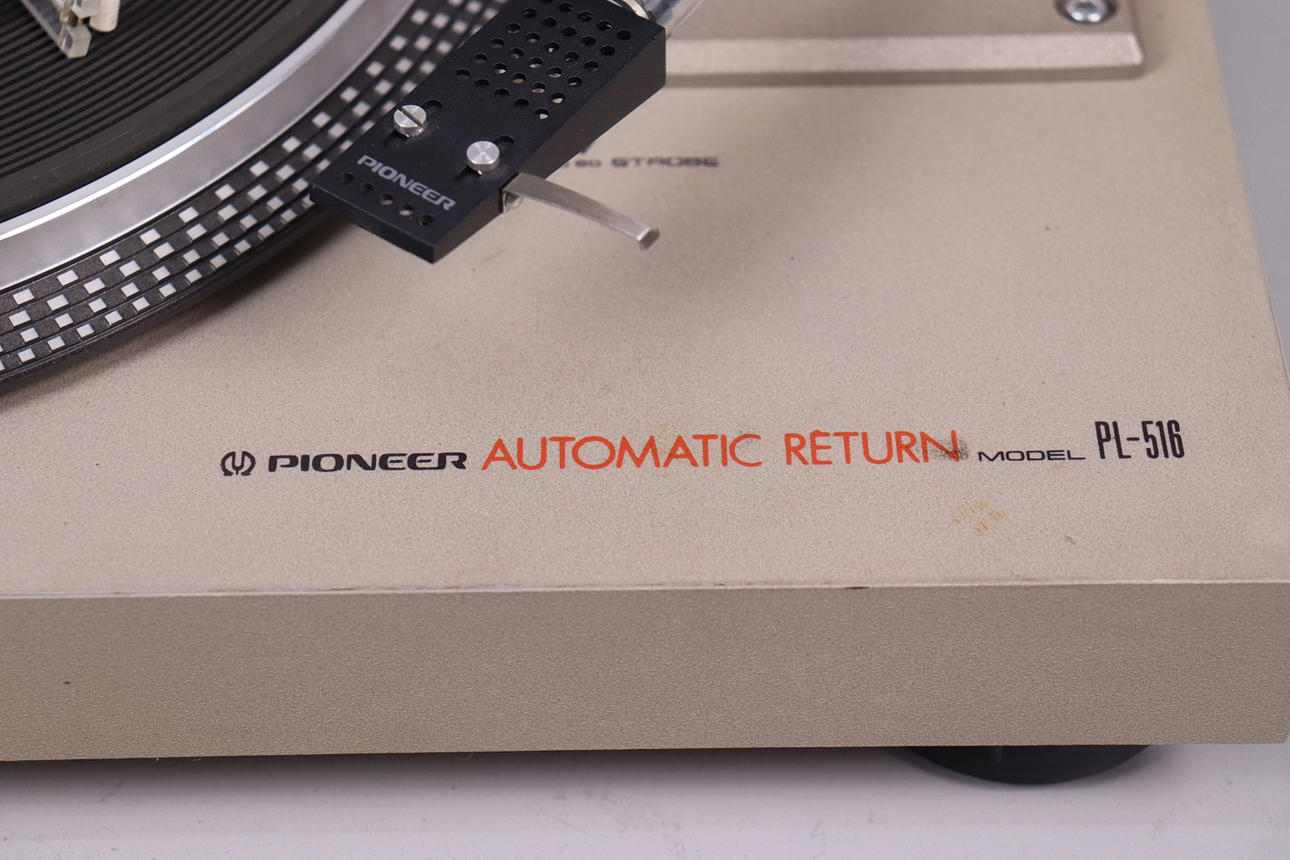 PIONEER
STROBE
PIONEER AUTOMATIC RETURN MODEL PL-516